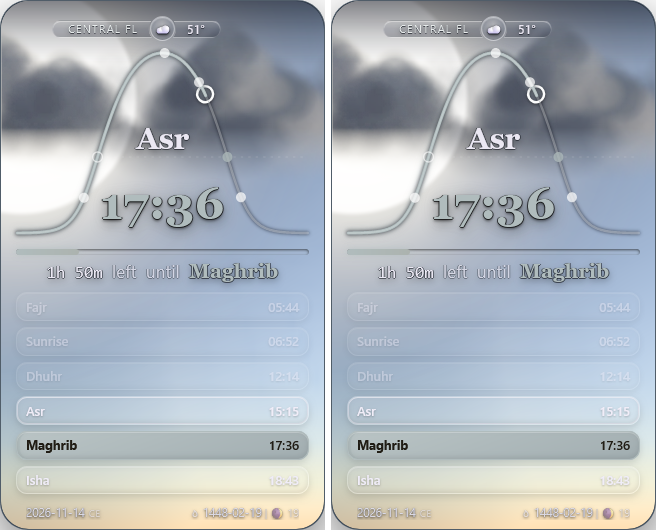 CENTRAL FL 51°
Asr
17:36
1h 50m left until Maghrib
Fajr 05:44
Sunrise 06:52
Dhuhr 12:14
Asr 15:15
Maghrib 17:36
Isha 18:43
2026-11-14 CE 1448-02-19
CENTRAL FL 51°
Asr
17:36
1h 50m left until Maghrib
Fajr 05:44
Sunrise 06:52
Dhuhr 12:14
Asr 15:15
Maghrib 17:36
Isha 18:43
2026-11-14 CE 1448-02-19